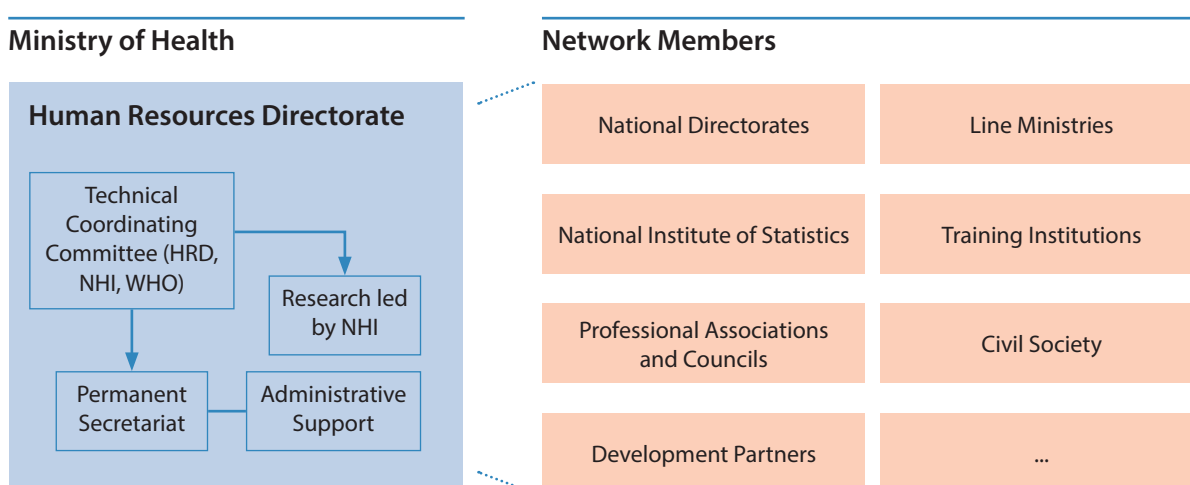 Ministry of Health
Human Resources Directorate
Technical
Coordinating
Committee (HRD,
NHI, WHO)
Research led
by NHI
Permanent
Secretariat
Administrative
Support
Network Members
National Directorates
Line Ministries
National Institute of Statistics
Training Institutions
Professional Associations
and Councils
Civil Society
Development Partners
...